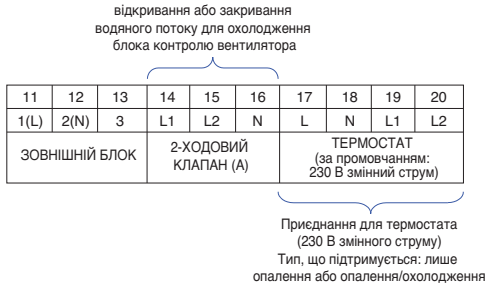 відкривання або закривання
водяного потоку для охолодження
блока контролю вентилятора
11 12 13 14 15 16 17 18 19 20
1(L) 2(N) 3 L1 L2 N L N L1 L2
ЗОВНІШНІЙ БЛОК
2-ХОДОВИЙ
КЛАПАН (A)
ТЕРМОСТАТ
(за промовчанням:
230 В змінний струм)
Приєднання для термостата
(230 В змінного струму)
Тип, що підтримується: лише
опалення або опалення/охолодження